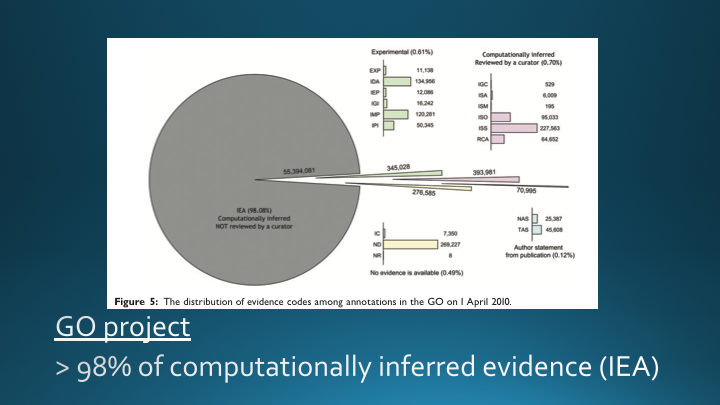 Experimental (0.61%)
EXP 11,138
IDA 134,956
IEP 12,086
IGI 16,242
IMP 120,261
IPI 50,345
Computationally inferred
Reviewed by a curator (0.70%)
IGC 529
ISA 6,009
ISM 195
ISO 95,033
ISS 227,563
RCA 64,652
345,028
393,981
276,585
70,995
IEA (98.08%)
Computationally inferred
NOT reviewed by a curator
IC 7,350
ND 269,227
NR 8
No evidence is available (0.49%)
NAS 25,387
TAS 45,608
Author statement
from publication (0.12%)
Figure 5: The distribution of evidence codes among annotations in the GO on 1 April 2010.
GO project
> 98% of computationally inferred evidence (IEA)